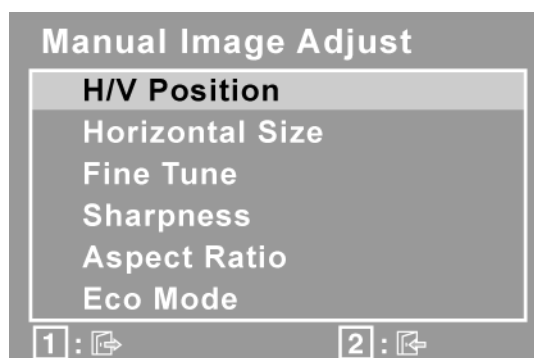 Manual Image Adjust
H/V Position
Horizontal Size
Fine Tune
Sharpness
Aspect Ratio
Eco Mode
1 : 2 :